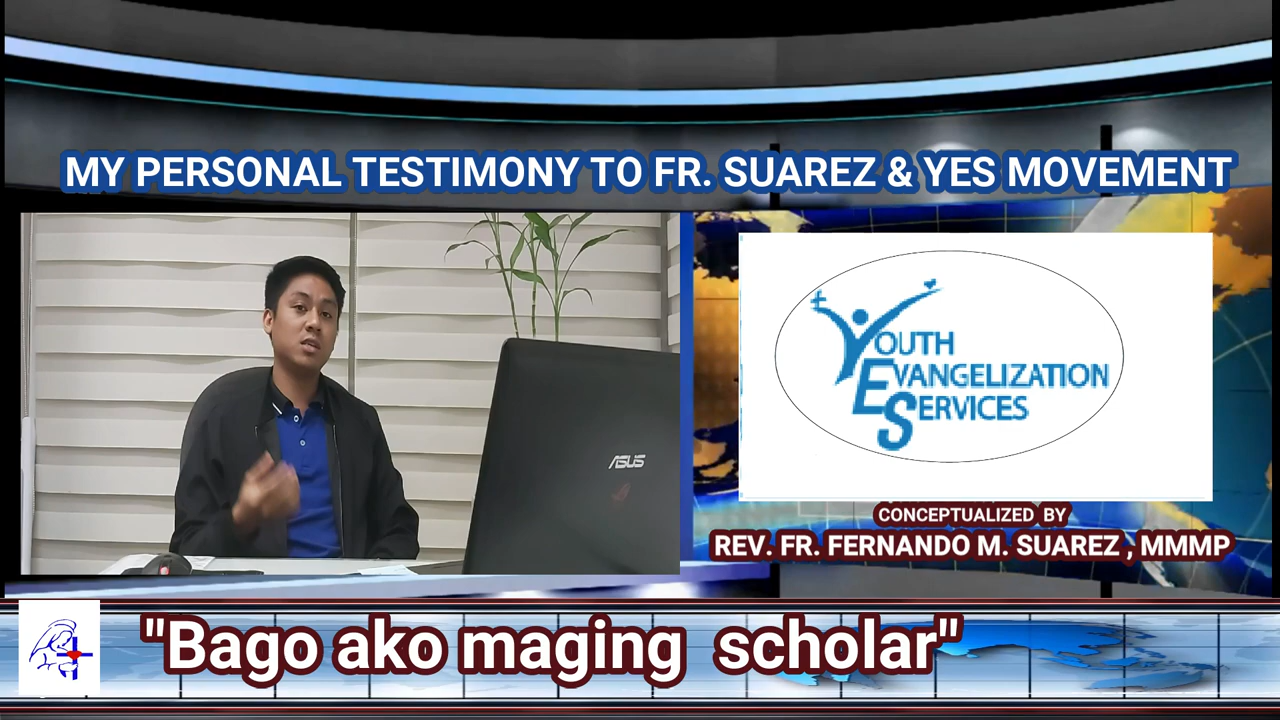 MY PERSONAL TESTIMONY TO FR. SUAREZ & YES MOVEMENT
YOUTH
EVANGELIZATION
SERVICES
ASUS
CONCEPTUALIZED BY
REV. FR. FERNANDO M. SUAREZ , MMMP
"Bago ako maging scholar"